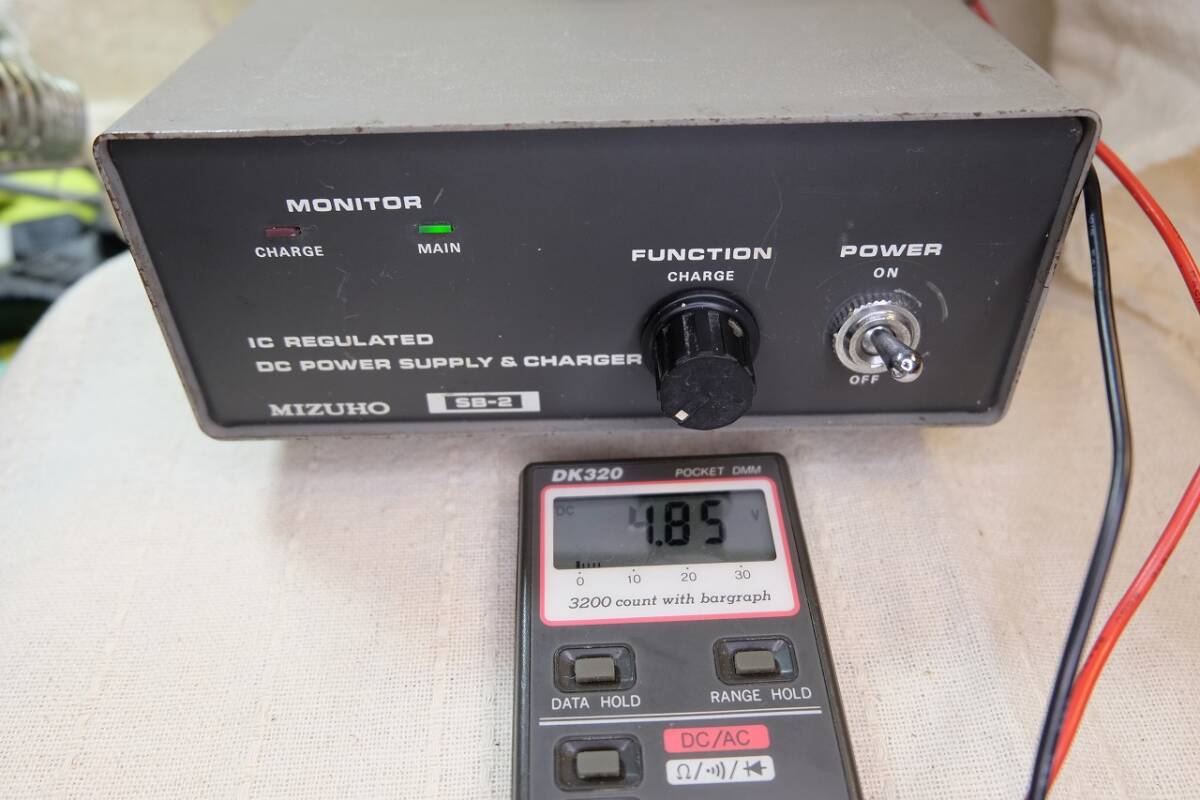 MONITOR
CHARGE
MAIN
FUNCTION
CHARGE
POWER
ON
OFF
IC REGULATED
DC POWER SUPPLY & CHARGER
MIZUHO
SB-2
DK320
POCKET DMM
DC
1.85
V
0 10 20 30
3200 count with bargraph
DATA HOLD
RANGE HOLD
DC/AC
Ω/•)))/